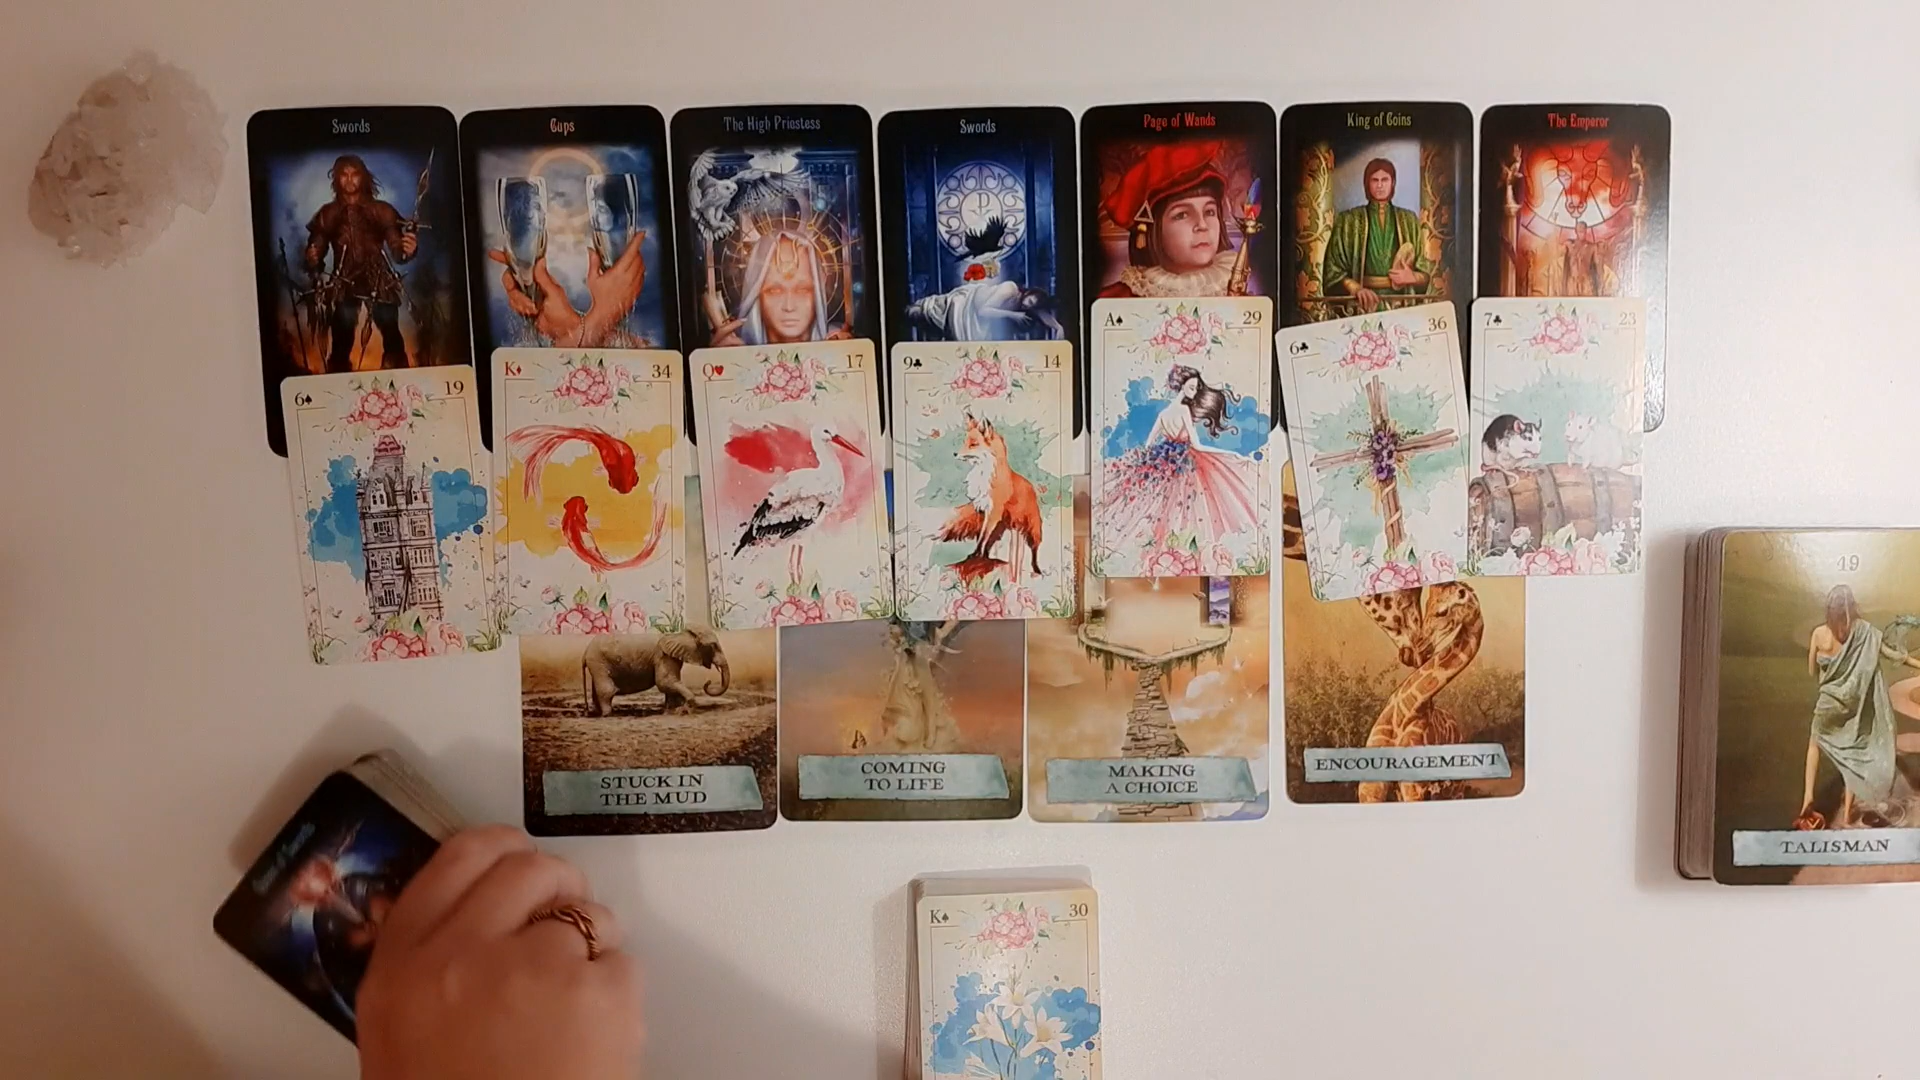 Swords
Cups
The High Priestess
Swords
Page of Wands
King of Coins
The Emperor
6♠ 19
K♦ 34
Q♥ 17
9♣ 14
A♠ 29
6♣ 36
7♣ 23
STUCK IN
THE MUD
COMING
TO LIFE
MAKING
A CHOICE
ENCOURAGEMENT
19
TALISMAN
K♠ 30